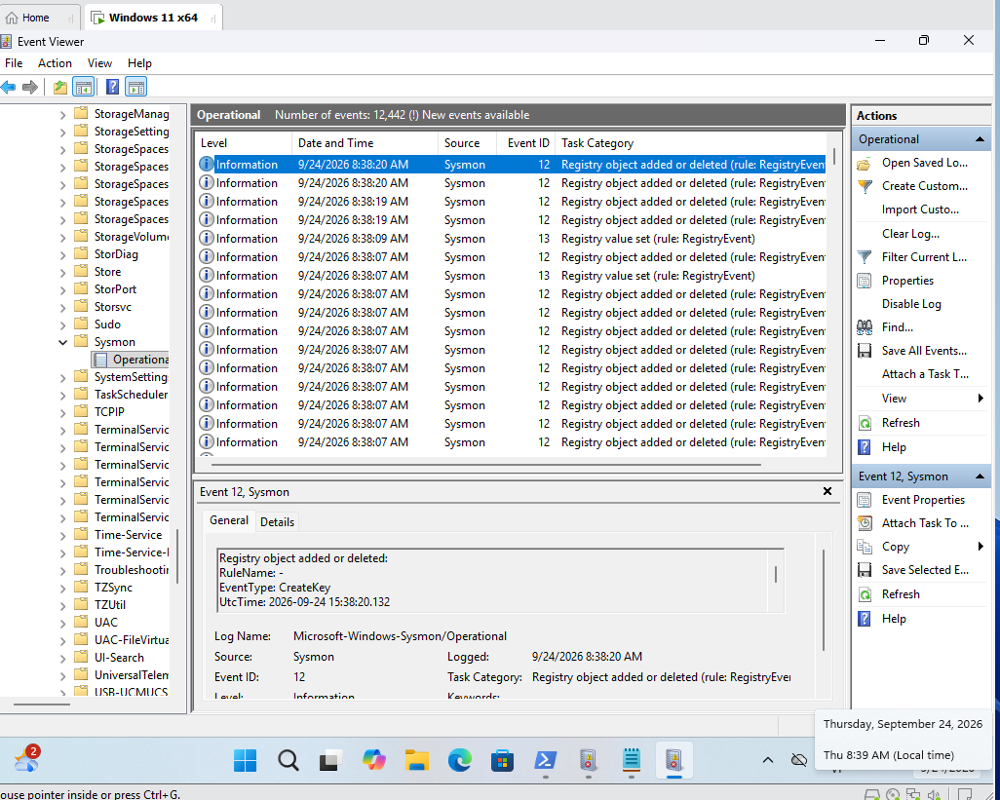 Home
Windows 11 x64
Event Viewer
File Action View Help
StorageManag
StorageSetting
StorageSpaces
StorageSpaces
StorageSpaces
StorageSpaces
StorageSpaces
StorageVolum
StorDiag
Store
StorPort
Storsvc
Sudo
Sysmon
Operationa
SystemSetting
TaskScheduler
TCPIP
TerminalServic
TerminalServic
TerminalServic
TerminalServic
TerminalServic
TerminalServic
Time-Service
Time-Service-
Troubleshootin
TZSync
TZUtil
UAC
UAC-FileVirtua
UI-Search
UniversalTelem
USB-UCMUCS
Operational Number of events: 12,442 (!) New events available
Level Date and Time Source Event ID Task Category
Information 9/24/2026 8:38:20 AM Sysmon 12 Registry object added or deleted (rule: RegistryEven
Information 9/24/2026 8:38:20 AM Sysmon 12 Registry object added or deleted (rule: RegistryEven
Information 9/24/2026 8:38:19 AM Sysmon 12 Registry object added or deleted (rule: RegistryEven
Information 9/24/2026 8:38:19 AM Sysmon 12 Registry object added or deleted (rule: RegistryEven
Information 9/24/2026 8:38:09 AM Sysmon 13 Registry value set (rule: RegistryEvent)
Information 9/24/2026 8:38:07 AM Sysmon 12 Registry object added or deleted (rule: RegistryEven
Information 9/24/2026 8:38:07 AM Sysmon 13 Registry value set (rule: RegistryEvent)
Information 9/24/2026 8:38:07 AM Sysmon 12 Registry object added or deleted (rule: RegistryEven
Information 9/24/2026 8:38:07 AM Sysmon 12 Registry object added or deleted (rule: RegistryEven
Information 9/24/2026 8:38:07 AM Sysmon 12 Registry object added or deleted (rule: RegistryEven
Information 9/24/2026 8:38:07 AM Sysmon 12 Registry object added or deleted (rule: RegistryEven
Information 9/24/2026 8:38:07 AM Sysmon 12 Registry object added or deleted (rule: RegistryEven
Information 9/24/2026 8:38:07 AM Sysmon 12 Registry object added or deleted (rule: RegistryEven
Information 9/24/2026 8:38:07 AM Sysmon 12 Registry object added or deleted (rule: RegistryEven
Information 9/24/2026 8:38:07 AM Sysmon 12 Registry object added or deleted (rule: RegistryEven
Information 9/24/2026 8:38:07 AM Sysmon 12 Registry object added or deleted (rule: RegistryEven
Event 12, Sysmon
General Details
Registry object added or deleted:
RuleName: -
EventType: CreateKey
UtcTime: 2026-09-24 15:38:20.132
Log Name: Microsoft-Windows-Sysmon/Operational
Source: Sysmon Logged: 9/24/2026 8:38:20 AM
Event ID: 12 Task Category: Registry object added or deleted (rule: RegistryEver
Level: Information Keywords:
Actions
Operational
Open Saved Lo...
Create Custom...
Import Custo...
Clear Log...
Filter Current L...
Properties
Disable Log
Find...
Save All Events...
Attach a Task T...
View
Refresh
Help
Event 12, Sysmon
Event Properties
Attach Task To ...
Copy
Save Selected E...
Refresh
Help
Thursday, September 24, 2026
Thu 8:39 AM (Local time)
2
9/24/2026
ouse pointer inside or press Ctrl+G.